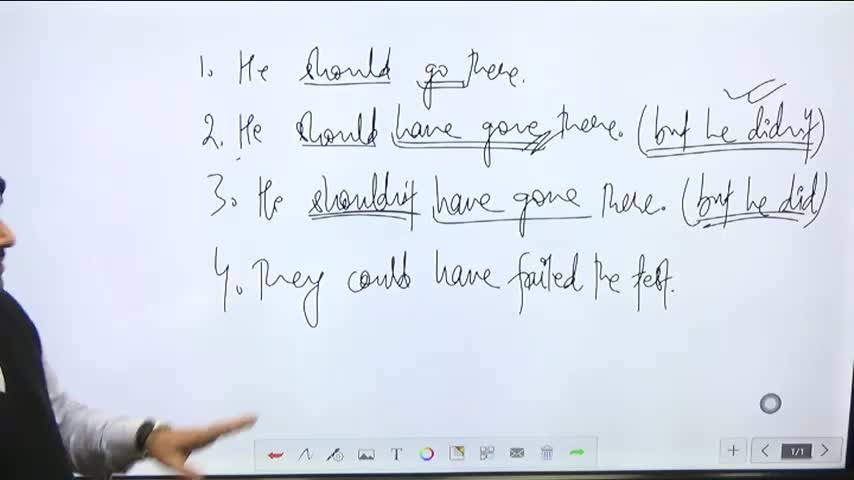 1. He should go there.
2. He should have gone there. (but he didn't)
3. He shouldn't have gone there. (but he did)
4. They could have failed the test.
T
1/1